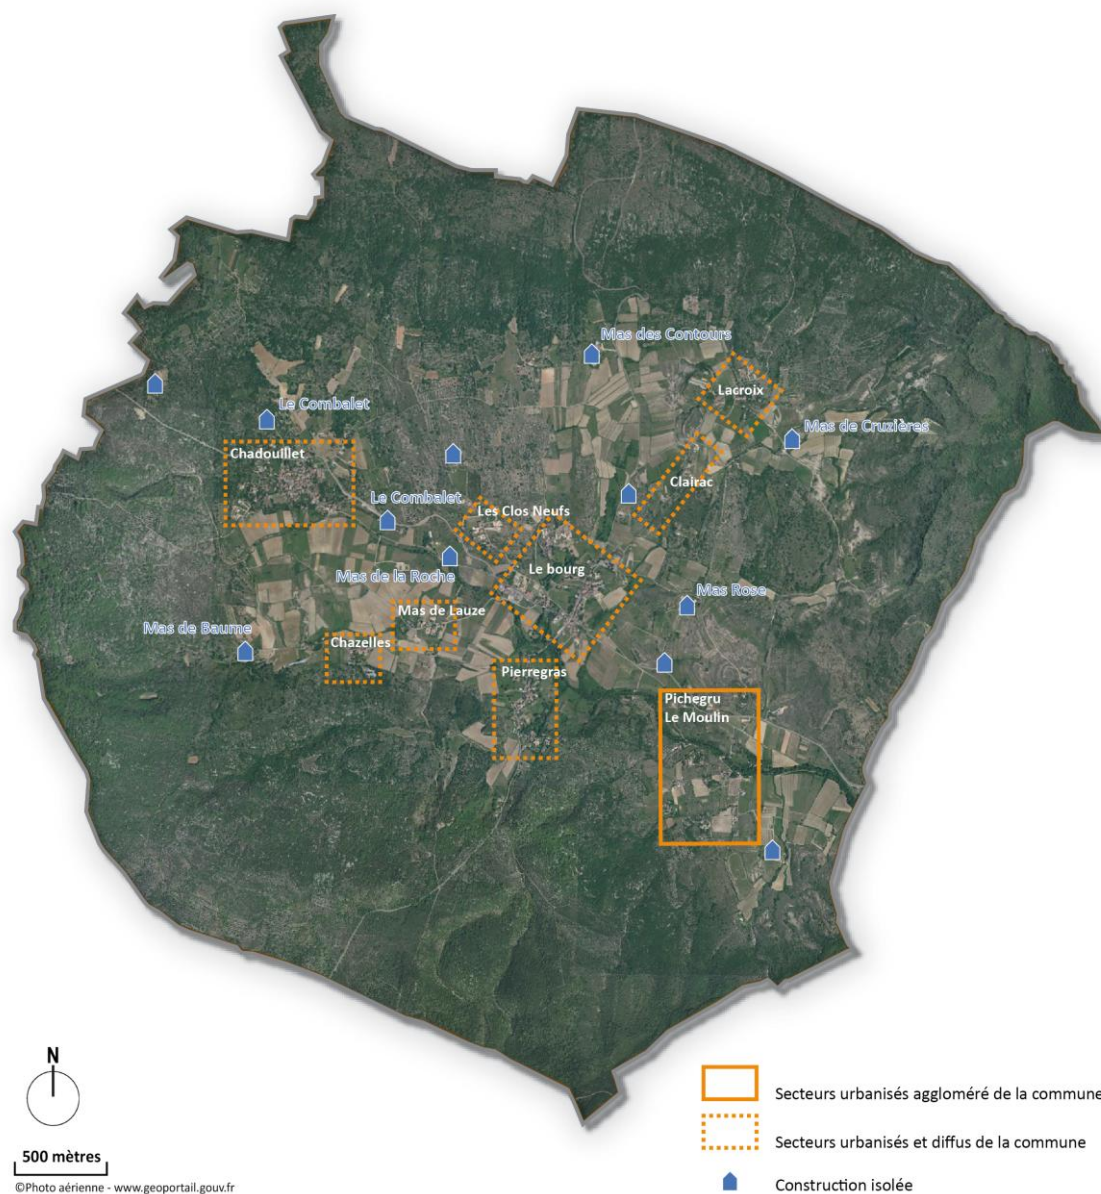 Mas des Contours
Lacroix
Le Combalet
Mas de Cruzières
Chadouillet
Clairac
Le Combalet
Les Clos Neufs
Le bourg
Mas de la Roche
Mas Rose
Mas de Lauze
Mas de Baume
Chazelles
Pierregras
Pichegru
Le Moulin
N
500 mètres
©Photo aérienne - www.geoportail.gouv.fr
Secteurs urbanisés aggloméré de la commune
Secteurs urbanisés et diffus de la commune
Construction isolée